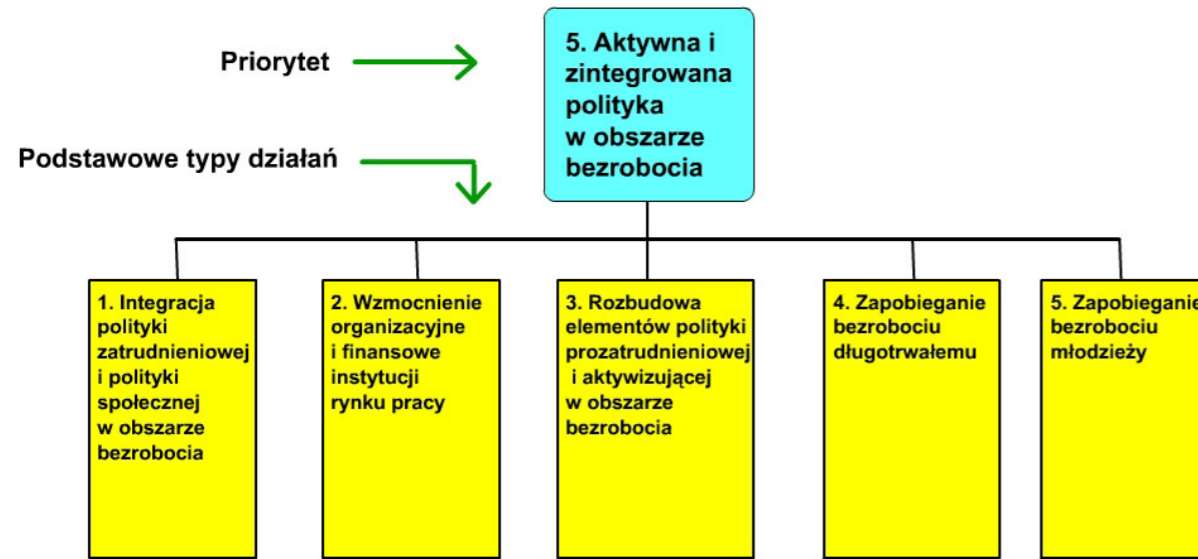 Priorytet
5. Aktywna i
zintegrowana
polityka
w obszarze
bezrobocia
Podstawowe typy działań
1. Integracja
polityki
zatrudnieniowej
i polityki
społecznej
w obszarze
bezrobocia
2. Wzmocnienie
organizacyjne
i finansowe
instytucji
rynku pracy
3. Rozbudowa
elementów polityki
prozatrudnieniowej
i aktywizującej
w obszarze
bezrobocia
4. Zapobieganie
bezrobociu
długotrwałemu
5. Zapobieganie
bezrobociu
młodzieży